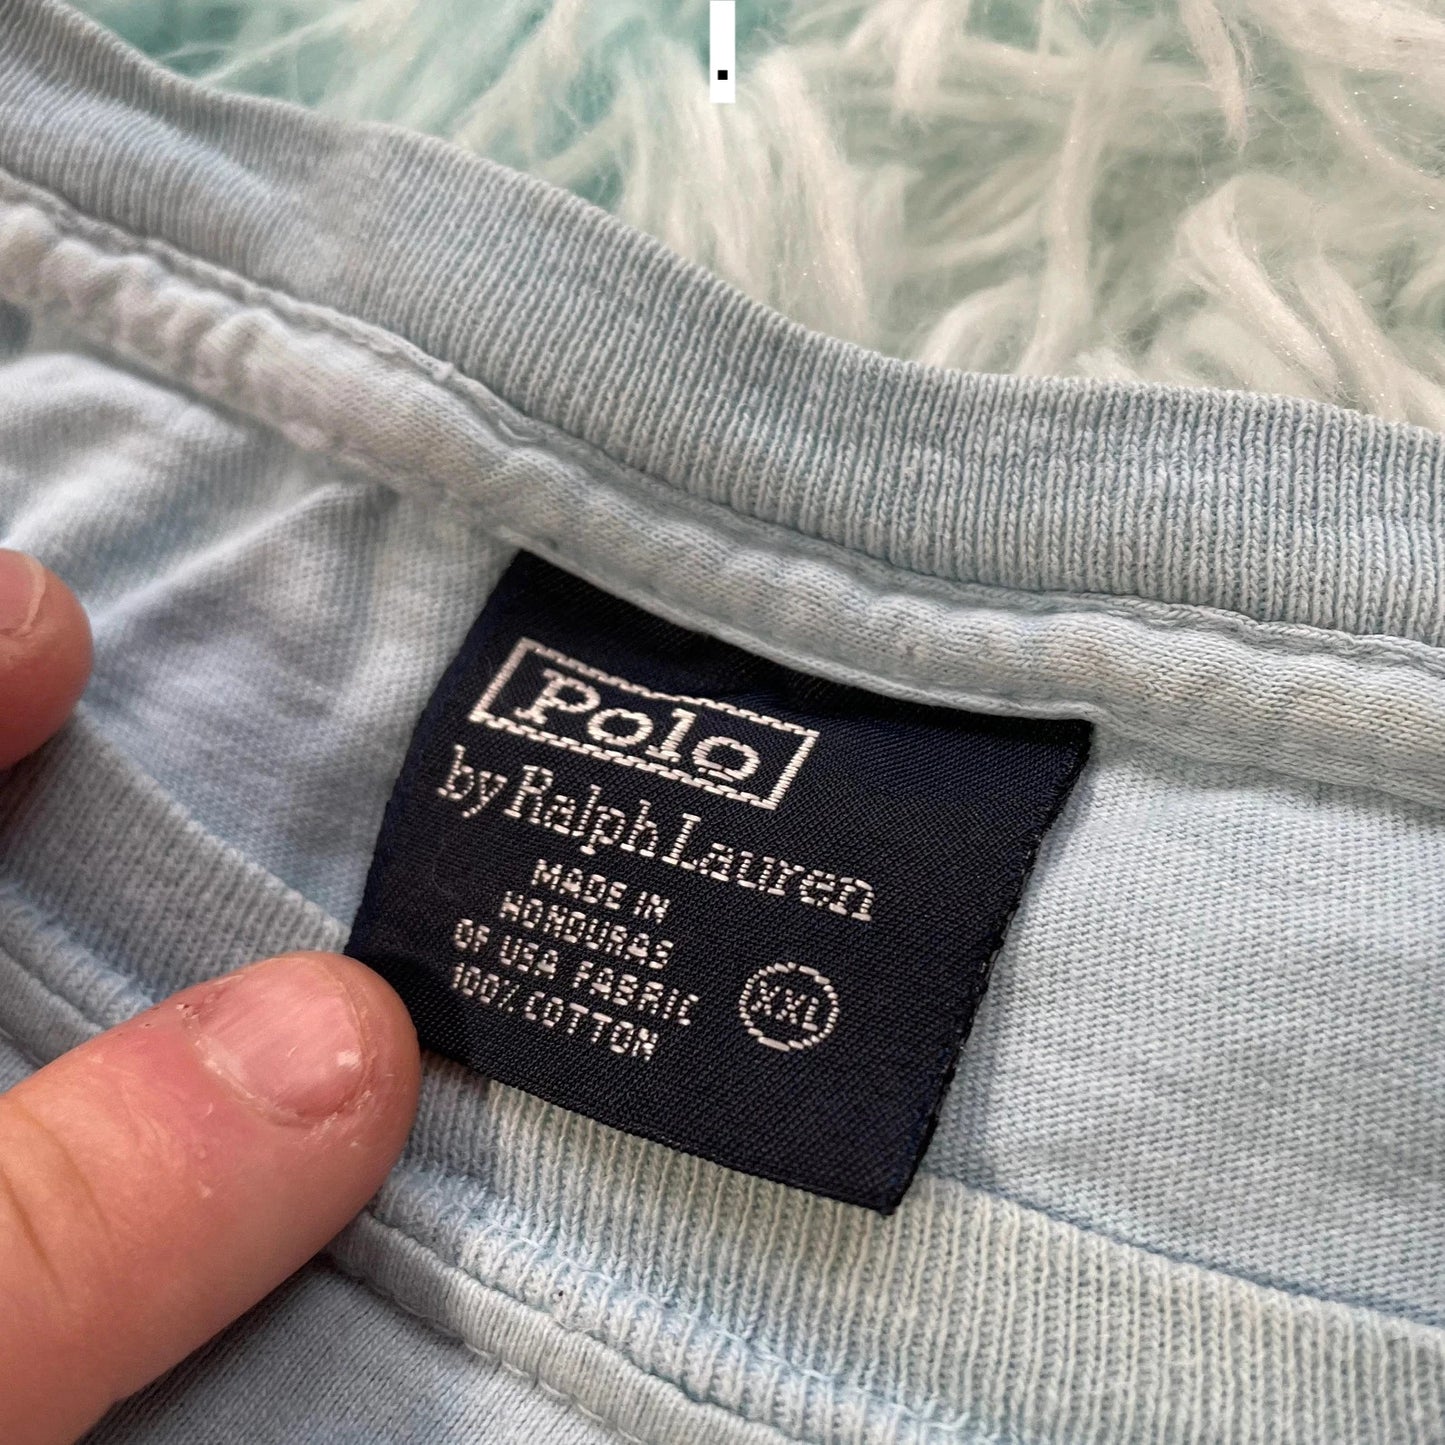 .
Polo
by Ralph Lauren
MADE IN
HONDURAS
OF USA FABRIC
100% COTTON
XXL